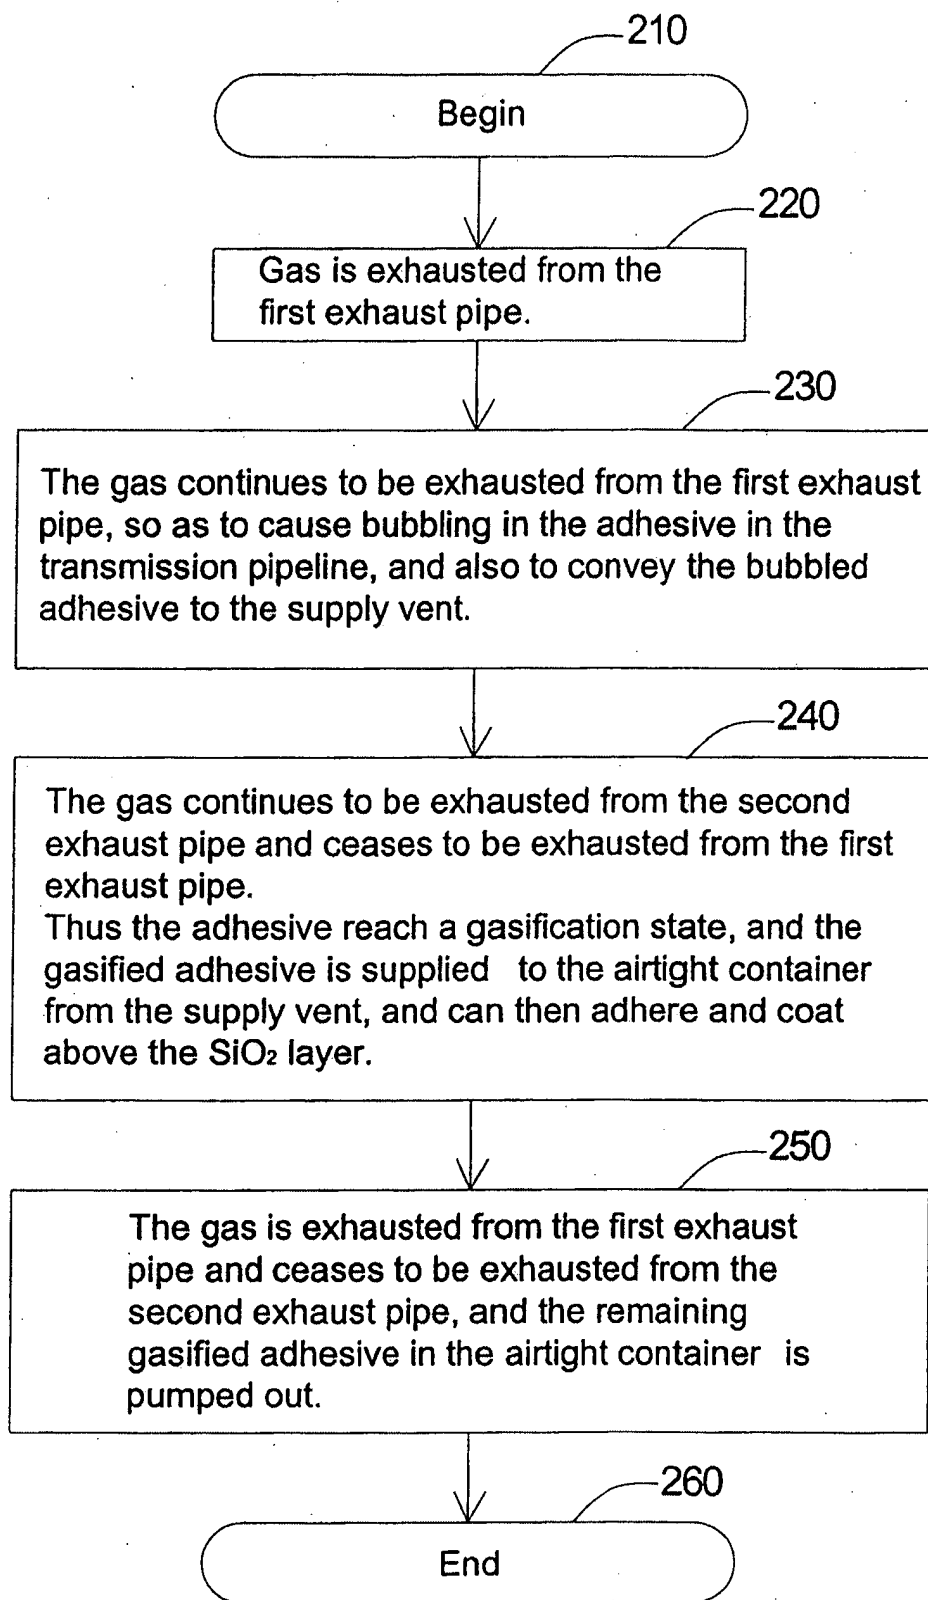 210
Begin
220
Gas is exhausted from the
first exhaust pipe.
230
The gas continues to be exhausted from the first exhaust
pipe, so as to cause bubbling in the adhesive in the
transmission pipeline, and also to convey the bubbled
adhesive to the supply vent.
240
The gas continues to be exhausted from the second
exhaust pipe and ceases to be exhausted from the first
exhaust pipe.
Thus the adhesive reach a gasification state, and the
gasified adhesive is supplied to the airtight container
from the supply vent, and can then adhere and coat
above the SiO₂ layer.
250
The gas is exhausted from the first exhaust
pipe and ceases to be exhausted from the
second exhaust pipe, and the remaining
gasified adhesive in the airtight container is
pumped out.
260
End